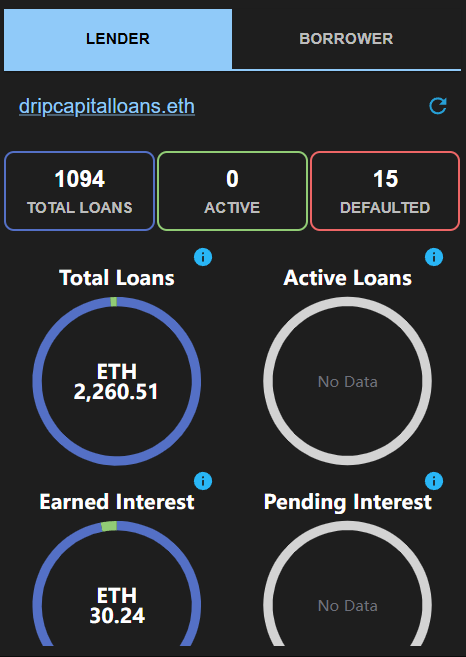 LENDER
BORROWER
dripcapitalloans.eth
1094
TOTAL LOANS
0
ACTIVE
15
DEFAULTED
Total Loans
ETH
2,260.51
Active Loans
No Data
Earned Interest
ETH
30.24
Pending Interest
No Data